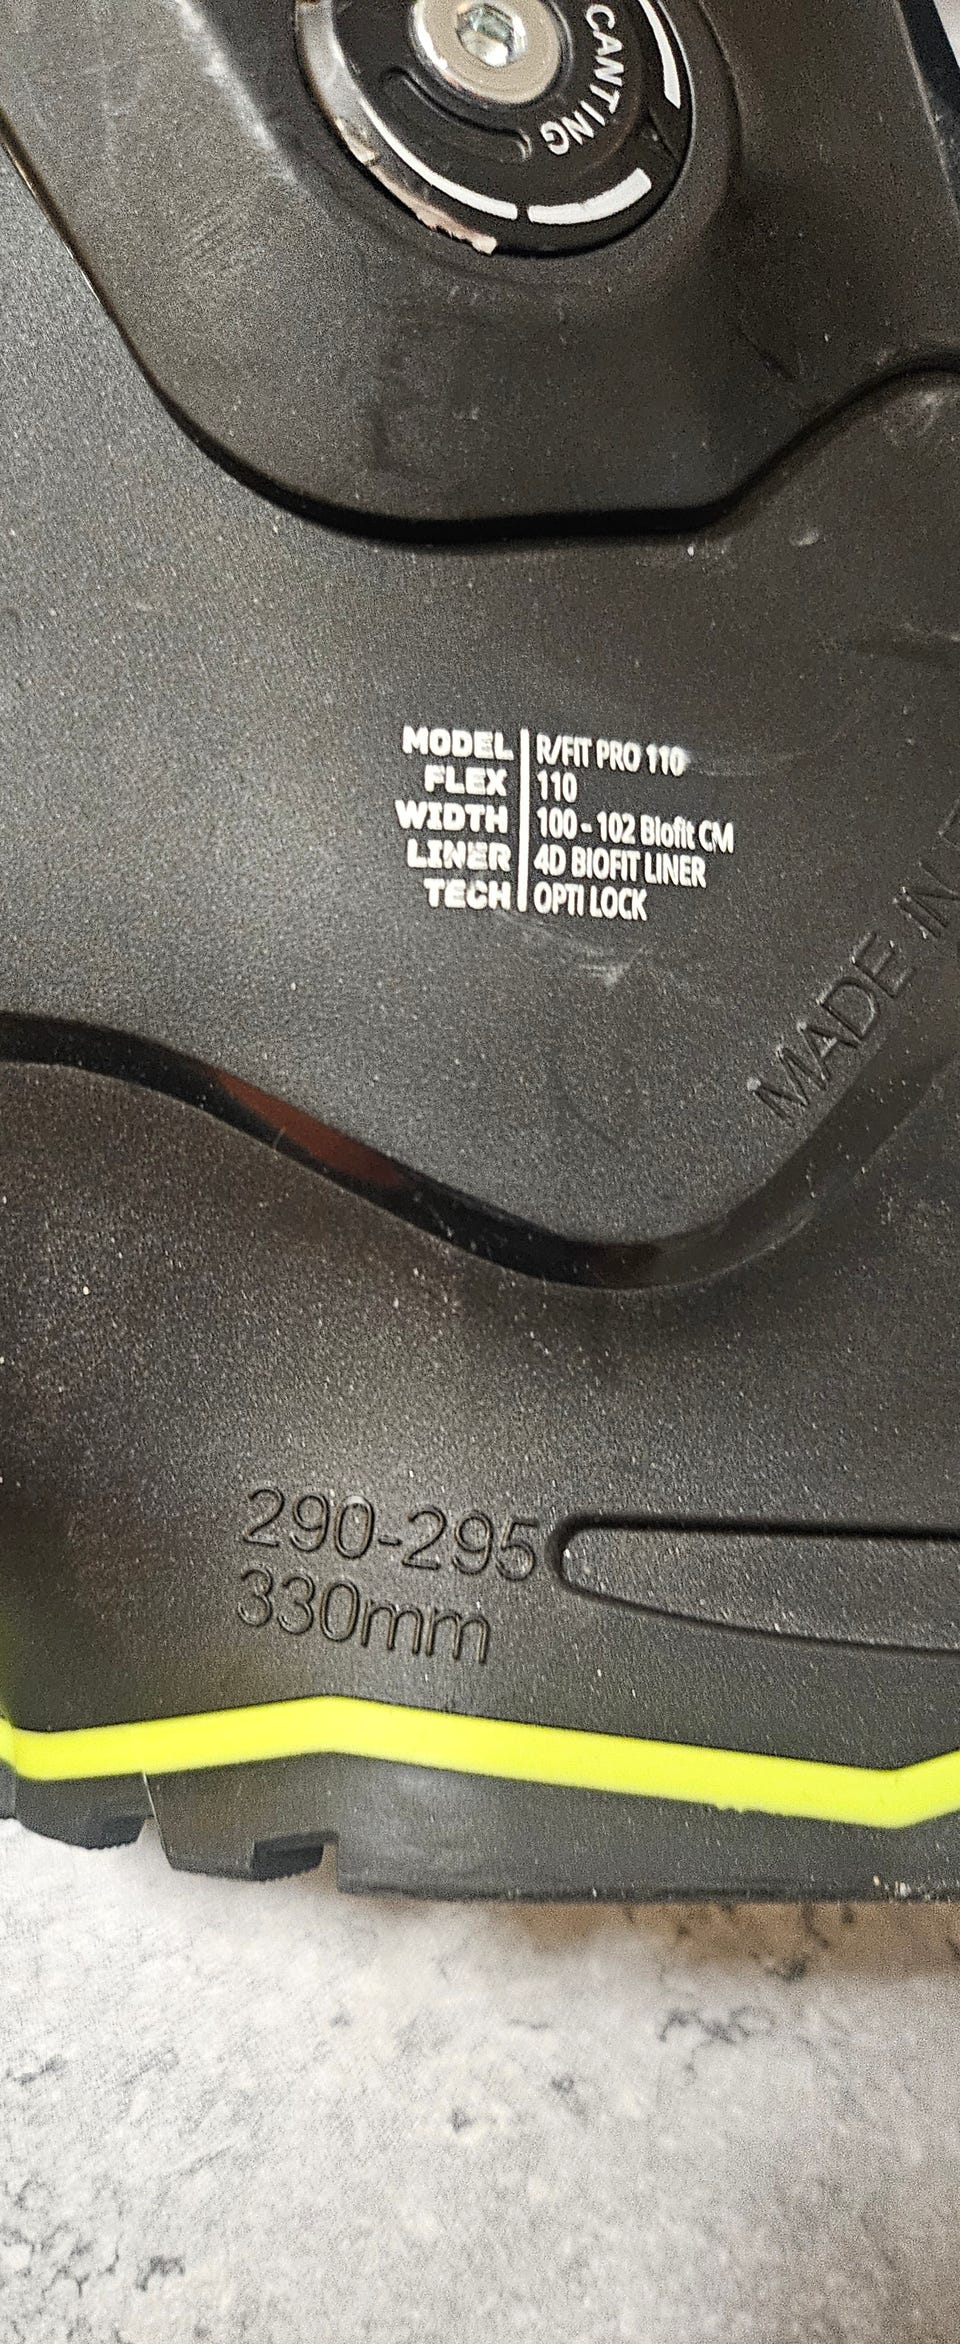 CANTING
MODEL R/FIT PRO 110
FLEX 110
WIDTH 100 - 102 Biofit CM
LINER 4D BIOFIT LINER
TECH OPTI LOCK
MADE IN
290-295
330mm